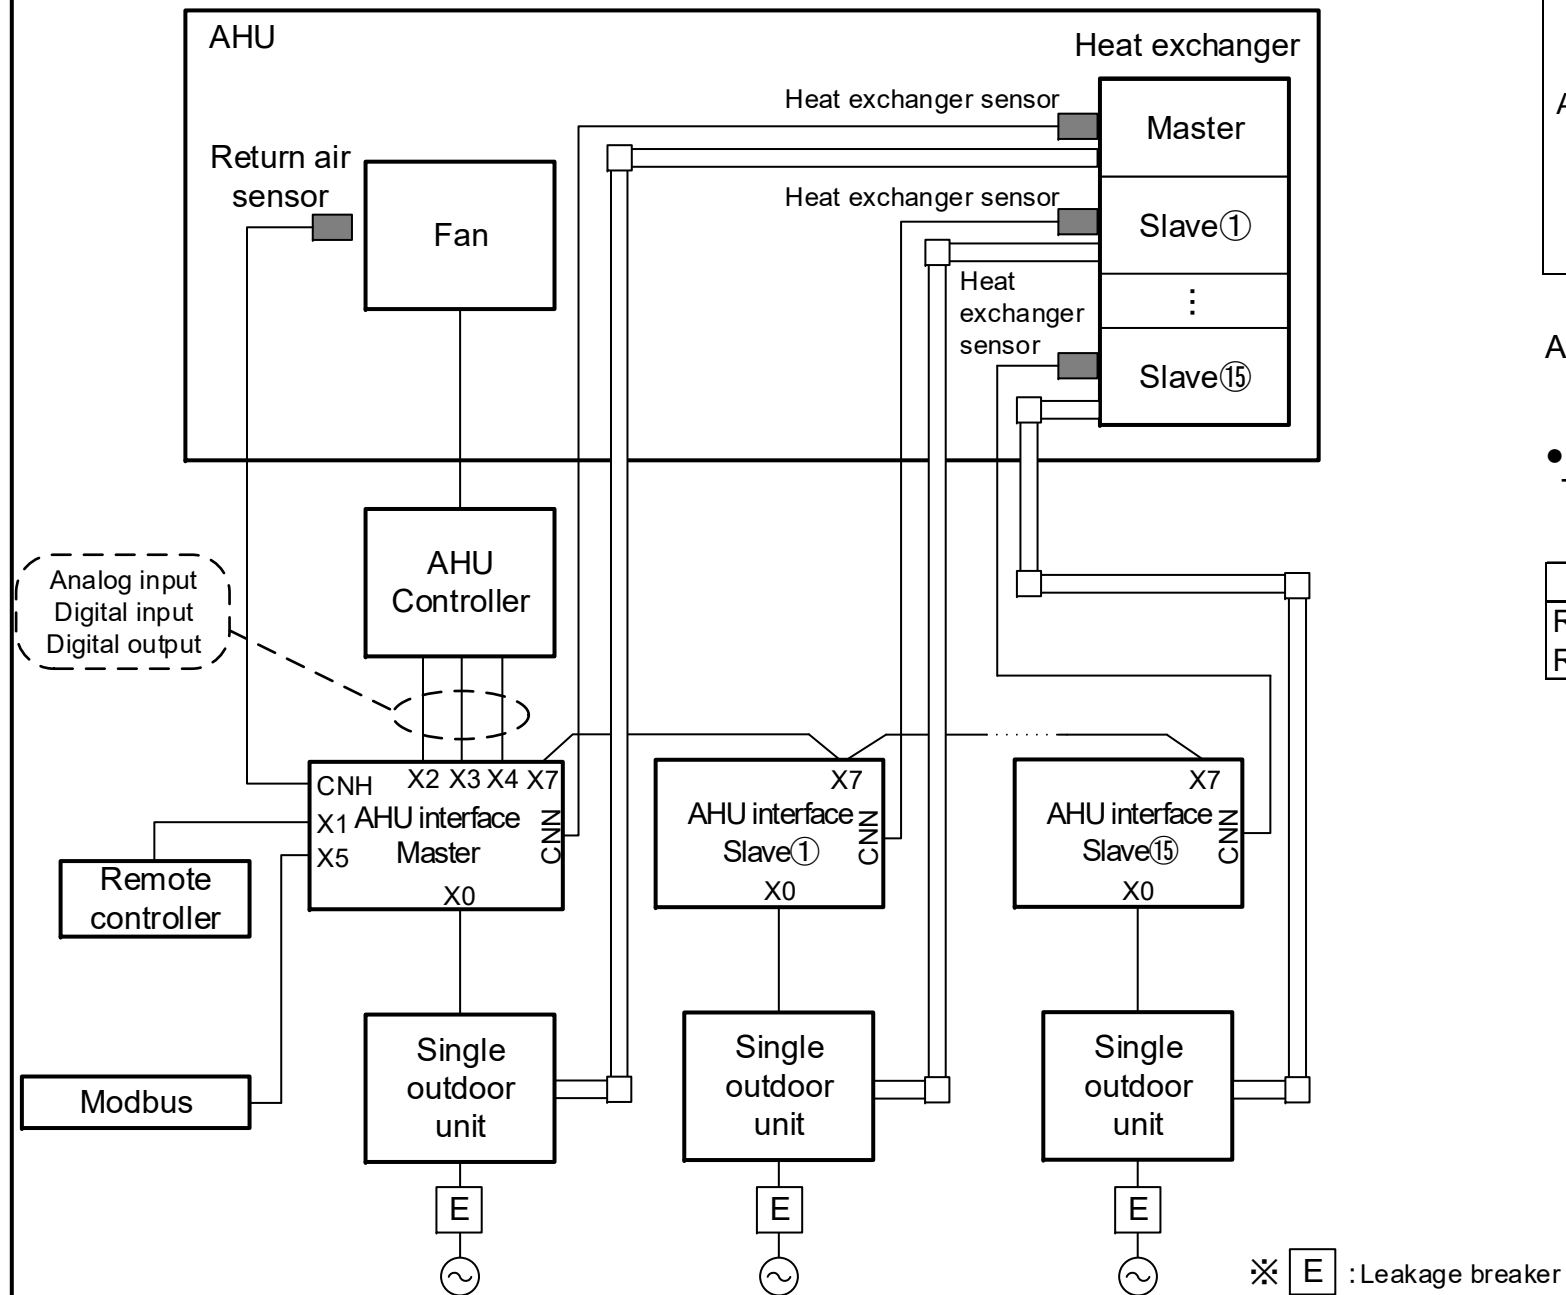 AHU
Heat exchanger
Heat exchanger sensor
Master
Return air
sensor
Fan
Heat exchanger sensor
Slave①
Heat
exchanger
sensor
⋮
Slave⑮
AHU
Controller
Analog input
Digital input
Digital output
CNH
X2 X3 X4 X7
X1
AHU interface
Master
X5
CNN
X0
X7
AHU interface
Slave①
CNN
X0
X7
AHU interface
Slave⑮
CNN
X0
Remote
controller
Modbus
Single
outdoor
unit
Single
outdoor
unit
Single
outdoor
unit
E
E
E
※ E : Leakage breaker
A
A
R
R